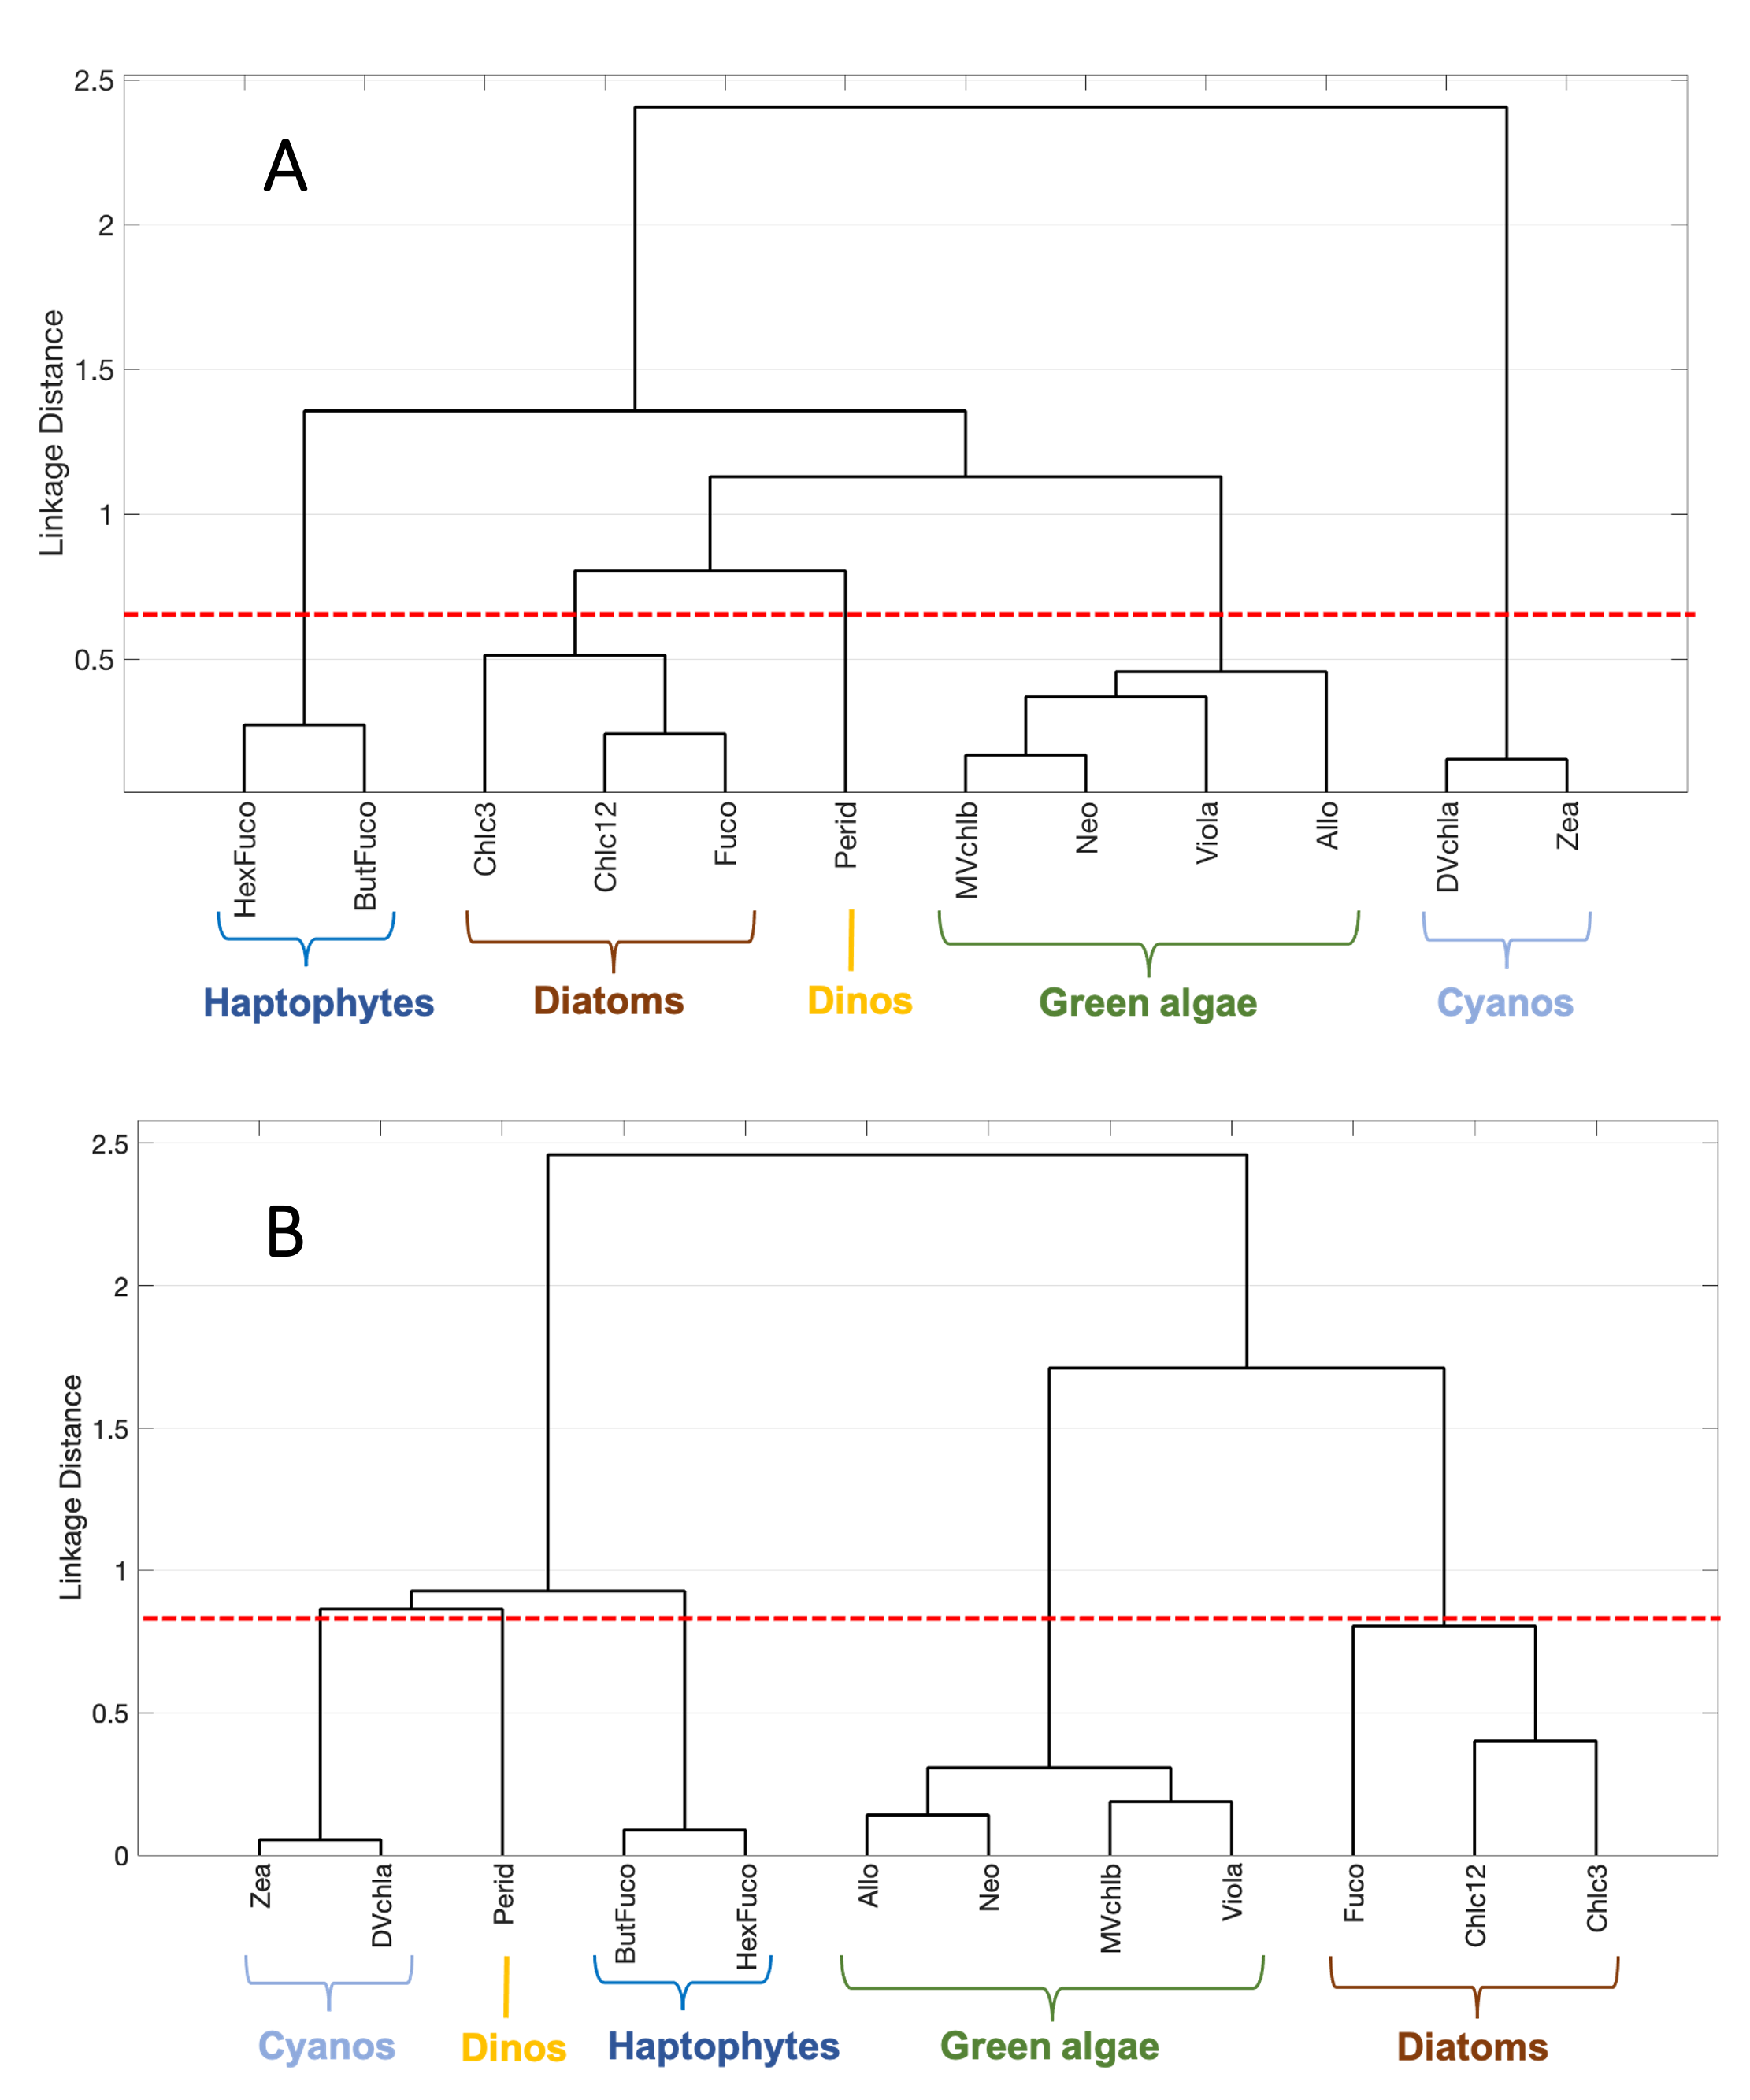 A
2.5
2
1.5
1
0.5
Linkage Distance
HexFuco ButFuco Chlc3 Chlc12 Fuco Perid MVchlb Neo Viola Allo DVchla Zea
Haptophytes Diatoms Dinos Green algae Cyanos
B
2.5
2
1.5
1
0.5
0
Linkage Distance
Zea DVchla Perid ButFuco HexFuco Allo Neo MVchlb Viola Fuco Chlc12 Chlc3
Cyanos Dinos Haptophytes Green algae Diatoms